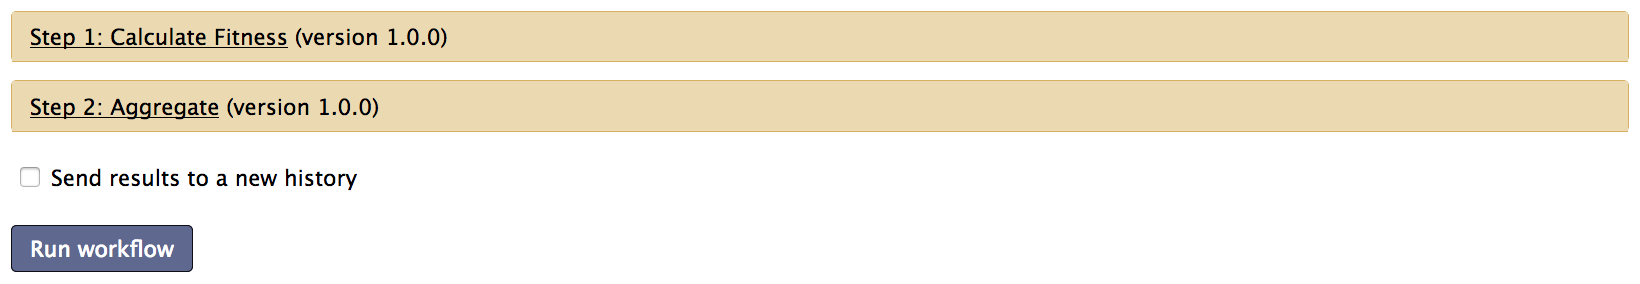 Step 1: Calculate Fitness (version 1.0.0)
Step 2: Aggregate (version 1.0.0)
Send results to a new history
Run workflow